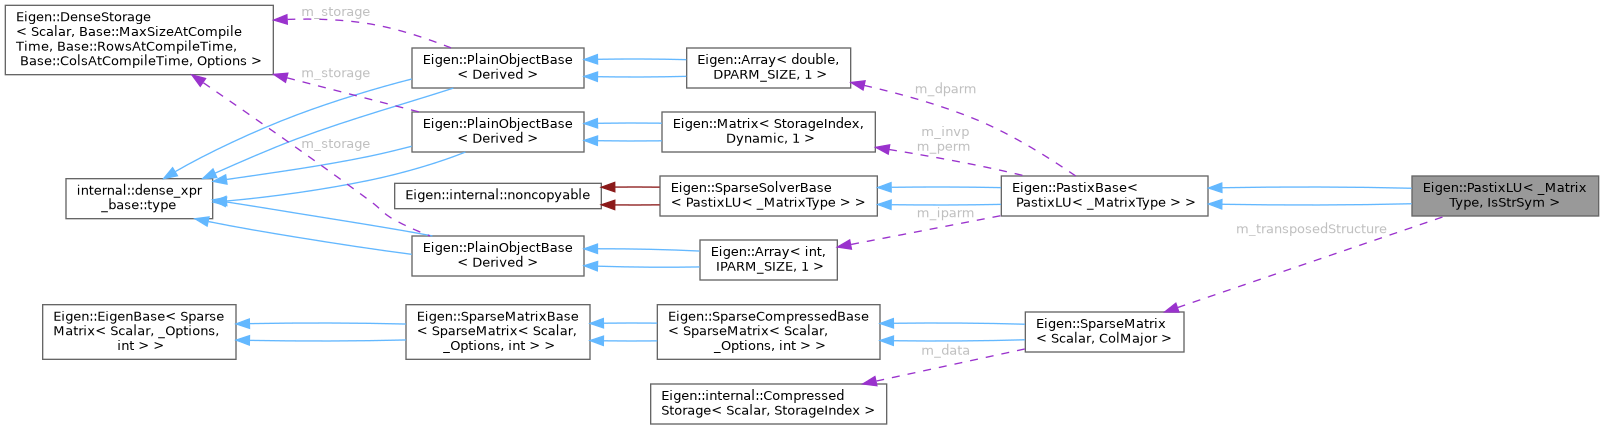 Eigen::DenseStorage
< Scalar, Base::MaxSizeAtCompile
Time, Base::RowsAtCompileTime,
Base::ColsAtCompileTime, Options >
m_storage
m_storage
m_storage
Eigen::PlainObjectBase
< Derived >
Eigen::Array< double,
DPARM_SIZE, 1 >
m_dparm
Eigen::PlainObjectBase
< Derived >
Eigen::Matrix< StorageIndex,
Dynamic, 1 >
m_invp
m_perm
internal::dense_xpr
_base::type
Eigen::internal::noncopyable
Eigen::SparseSolverBase
< PastixLU< _MatrixType > >
Eigen::PastixBase<
PastixLU< _MatrixType > >
Eigen::PastixLU< _Matrix
Type, IsStrSym >
m_iparm
m_transposedStructure
Eigen::PlainObjectBase
< Derived >
Eigen::Array< int,
IPARM_SIZE, 1 >
Eigen::EigenBase< Sparse
Matrix< Scalar, _Options,
int > >
Eigen::SparseMatrixBase
< SparseMatrix< Scalar,
_Options, int > >
Eigen::SparseCompressedBase
< SparseMatrix< Scalar,
_Options, int > >
Eigen::SparseMatrix
< Scalar, ColMajor >
m_data
Eigen::internal::Compressed
Storage< Scalar, StorageIndex >